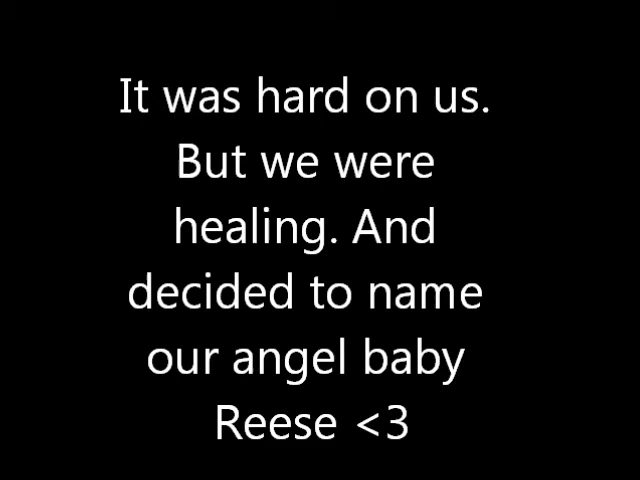 It was hard on us.
But we were
healing. And
decided to name
our angel baby
Reese <3